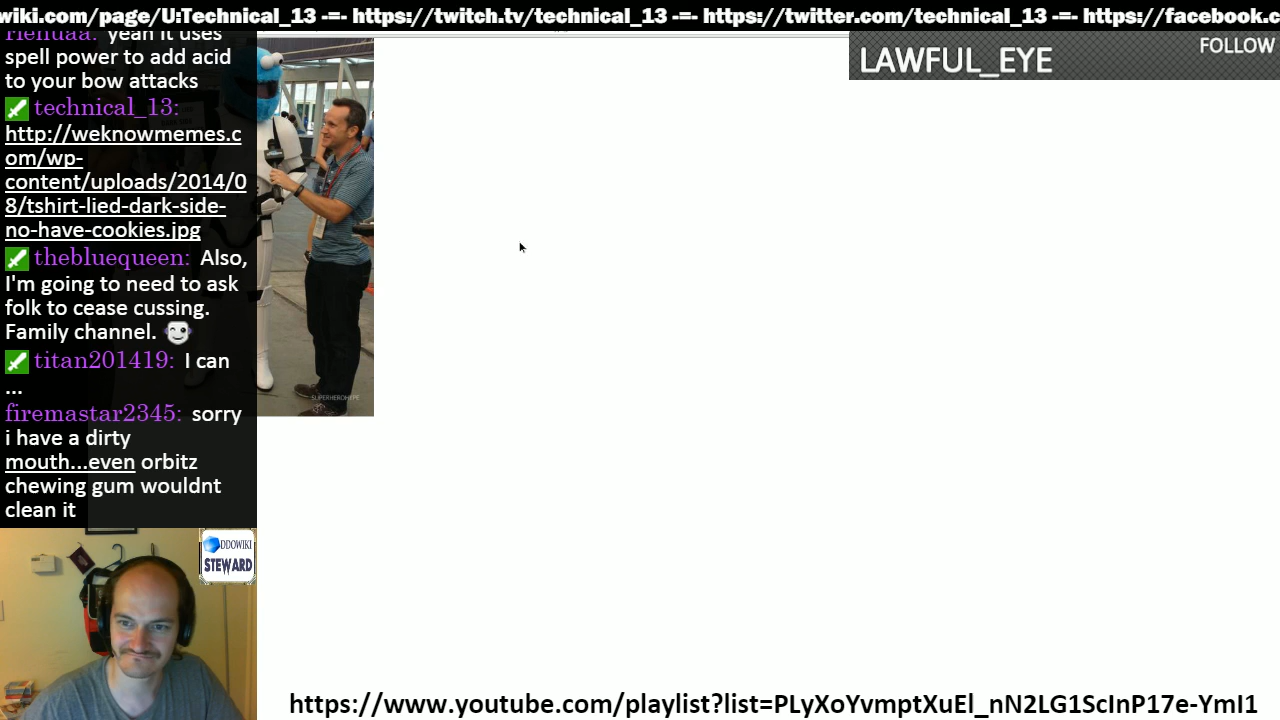 wiki.com/page/U:Technical_13 -=- https://twitch.tv/technical_13 -=- https://twitter.com/technical_13 -=- https://facebook.c
FOLLOW
LAWFUL_EYE
yeah it uses
spell power to add acid
to your bow attacks
technical_13:
http://weknowmemes.c
om/wp-
content/uploads/2014/0
8/tshirt-lied-dark-side-
no-have-cookies.jpg
thebluequeen: Also,
I'm going to need to ask
folk to cease cussing.
Family channel.
titan201419: I can
...
firemastar2345: sorry
i have a dirty
mouth...even orbitz
chewing gum wouldnt
clean it
DDOWIKI
STEWARD
SUPERHEROHYPE
https://www.youtube.com/playlist?list=PLyXoYvmptXuEl_nN2LG1ScInP17e-YmI1